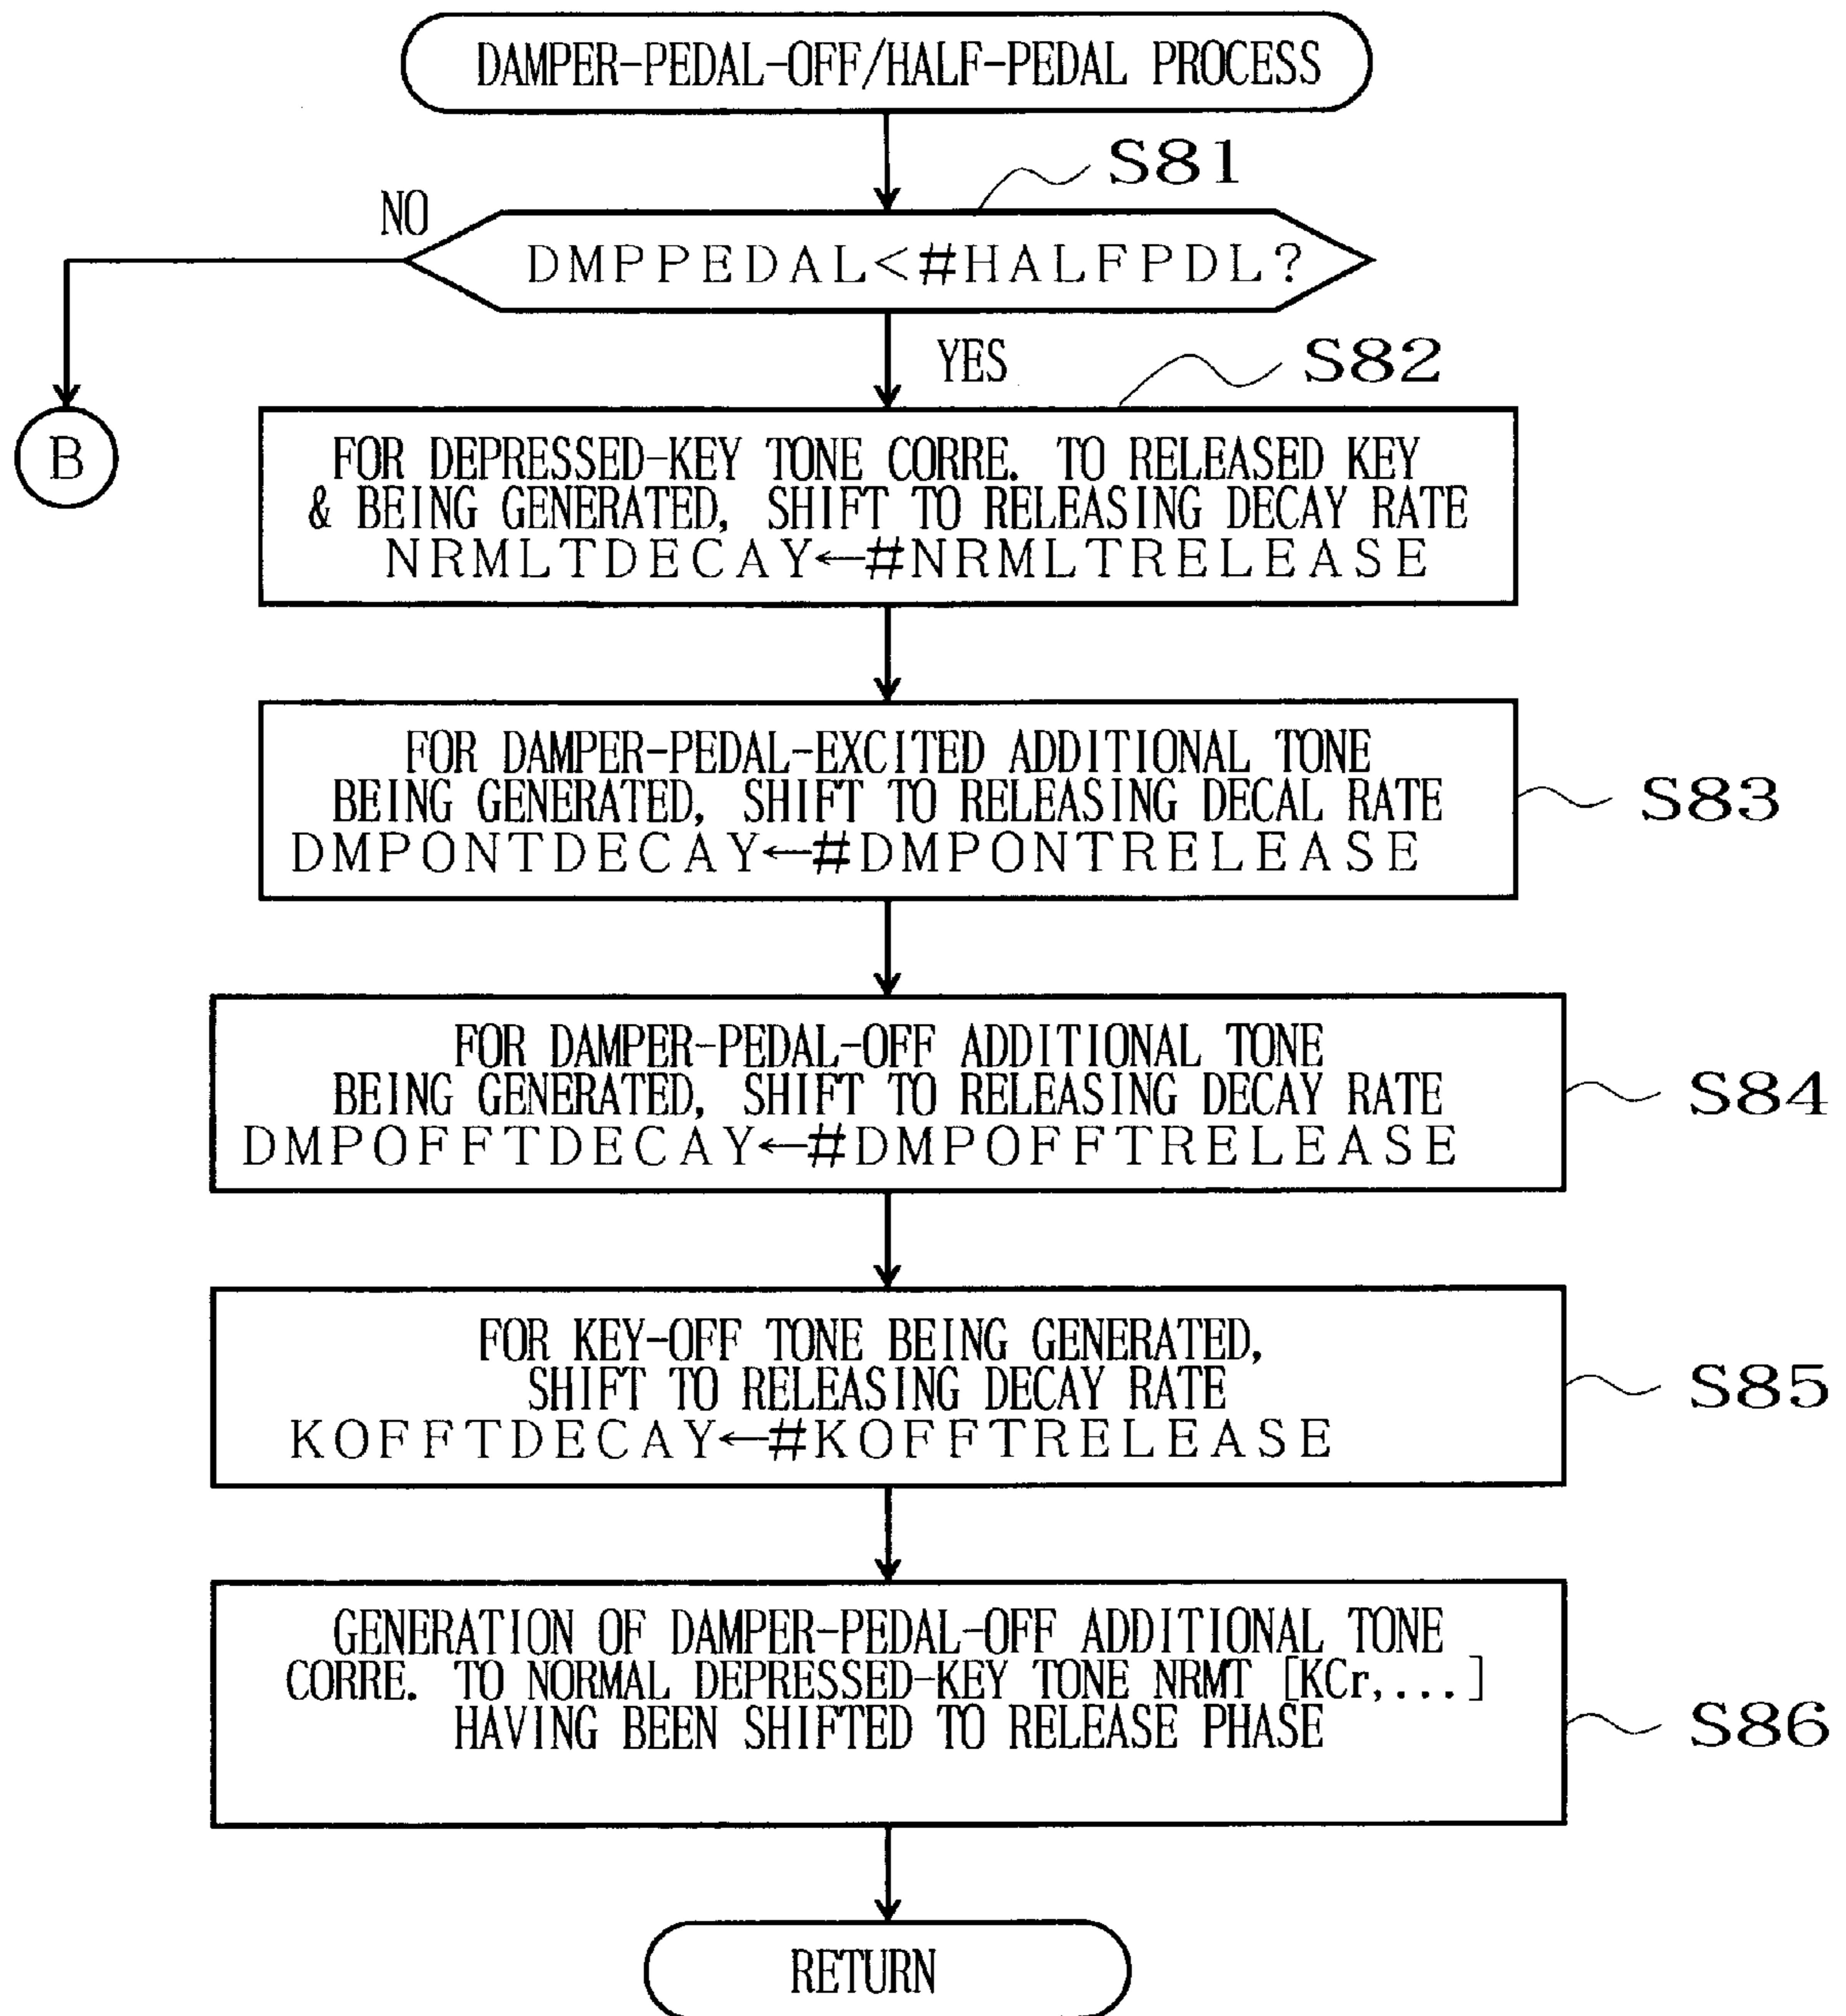 DAMPER-PEDAL-OFF/HALF-PEDAL PROCESS
S81
NO
DMPPEDAL<#HALFPDL?
YES
S82
B
FOR DEPRESSED-KEY TONE CORRE. TO RELEASED KEY
& BEING GENERATED, SHIFT TO RELEASING DECAY RATE
NRMLTDECAY←#NRMLTRELEASE
FOR DAMPER-PEDAL-EXCITED ADDITIONAL TONE
BEING GENERATED, SHIFT TO RELEASING DECAL RATE
DMPONTDECAY←#DMPONTRELEASE
S83
FOR DAMPER-PEDAL-OFF ADDITIONAL TONE
BEING GENERATED, SHIFT TO RELEASING DECAY RATE
DMPOFFTDECAY←#DMPOFFTRELEASE
S84
FOR KEY-OFF TONE BEING GENERATED,
SHIFT TO RELEASING DECAY RATE
KOFFTDECAY←#KOFFTRELEASE
S85
GENERATION OF DAMPER-PEDAL-OFF ADDITIONAL TONE
CORRE. TO NORMAL DEPRESSED-KEY TONE NRMT [KCr,...]
HAVING BEEN SHIFTED TO RELEASE PHASE
S86
RETURN